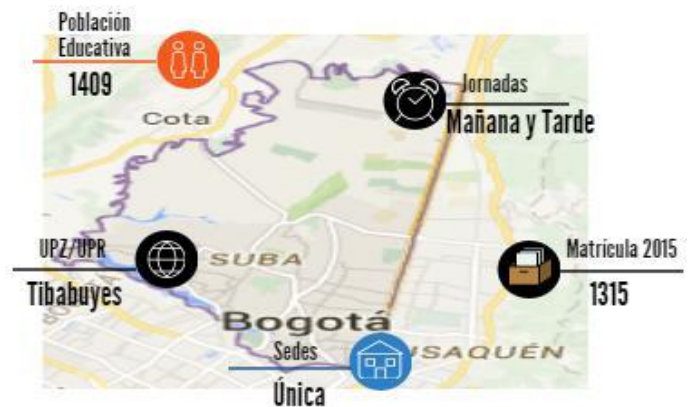 Población
Educativa
1409
Jornadas
Mañana y Tarde
Cota
UPZ/UPR
Tibabuyes
SUBA
Matrícula 2015
1315
Bogotá
Sedes
Única
USAQUÉN